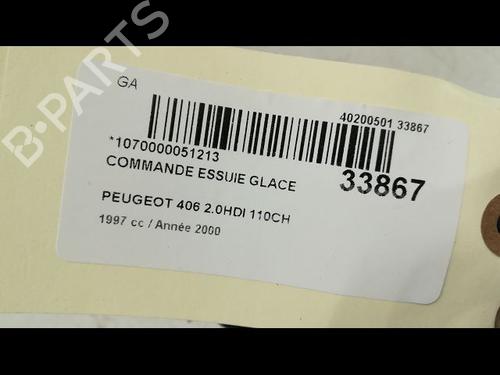 B-PARTS
GA
40200501 33867
*1070000051213
COMMANDE ESSUIE GLACE
33867
PEUGEOT 406 2.0HDI 110CH
1997 cc / Année 2000